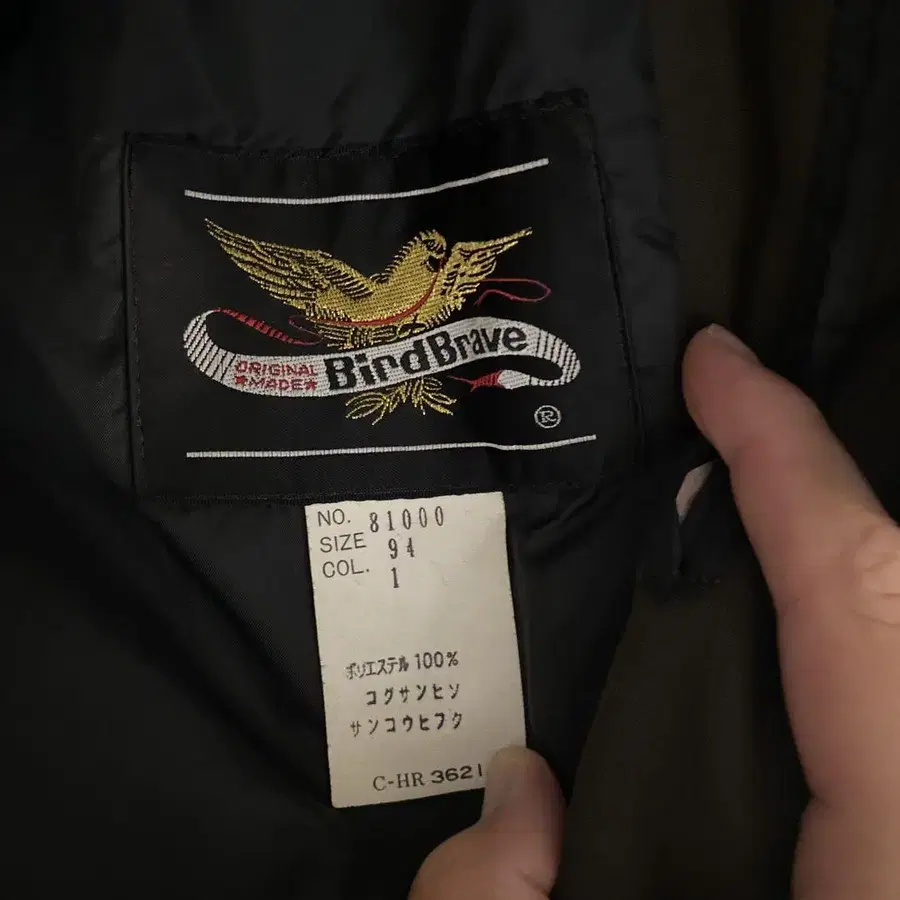 ORIGINAL
★MADE★
BirdBrave
®
NO. 81000
SIZE 94
COL. 1
ポリエステル 100%
コクサンヒン
サンコウヒフク
C-HR 3621